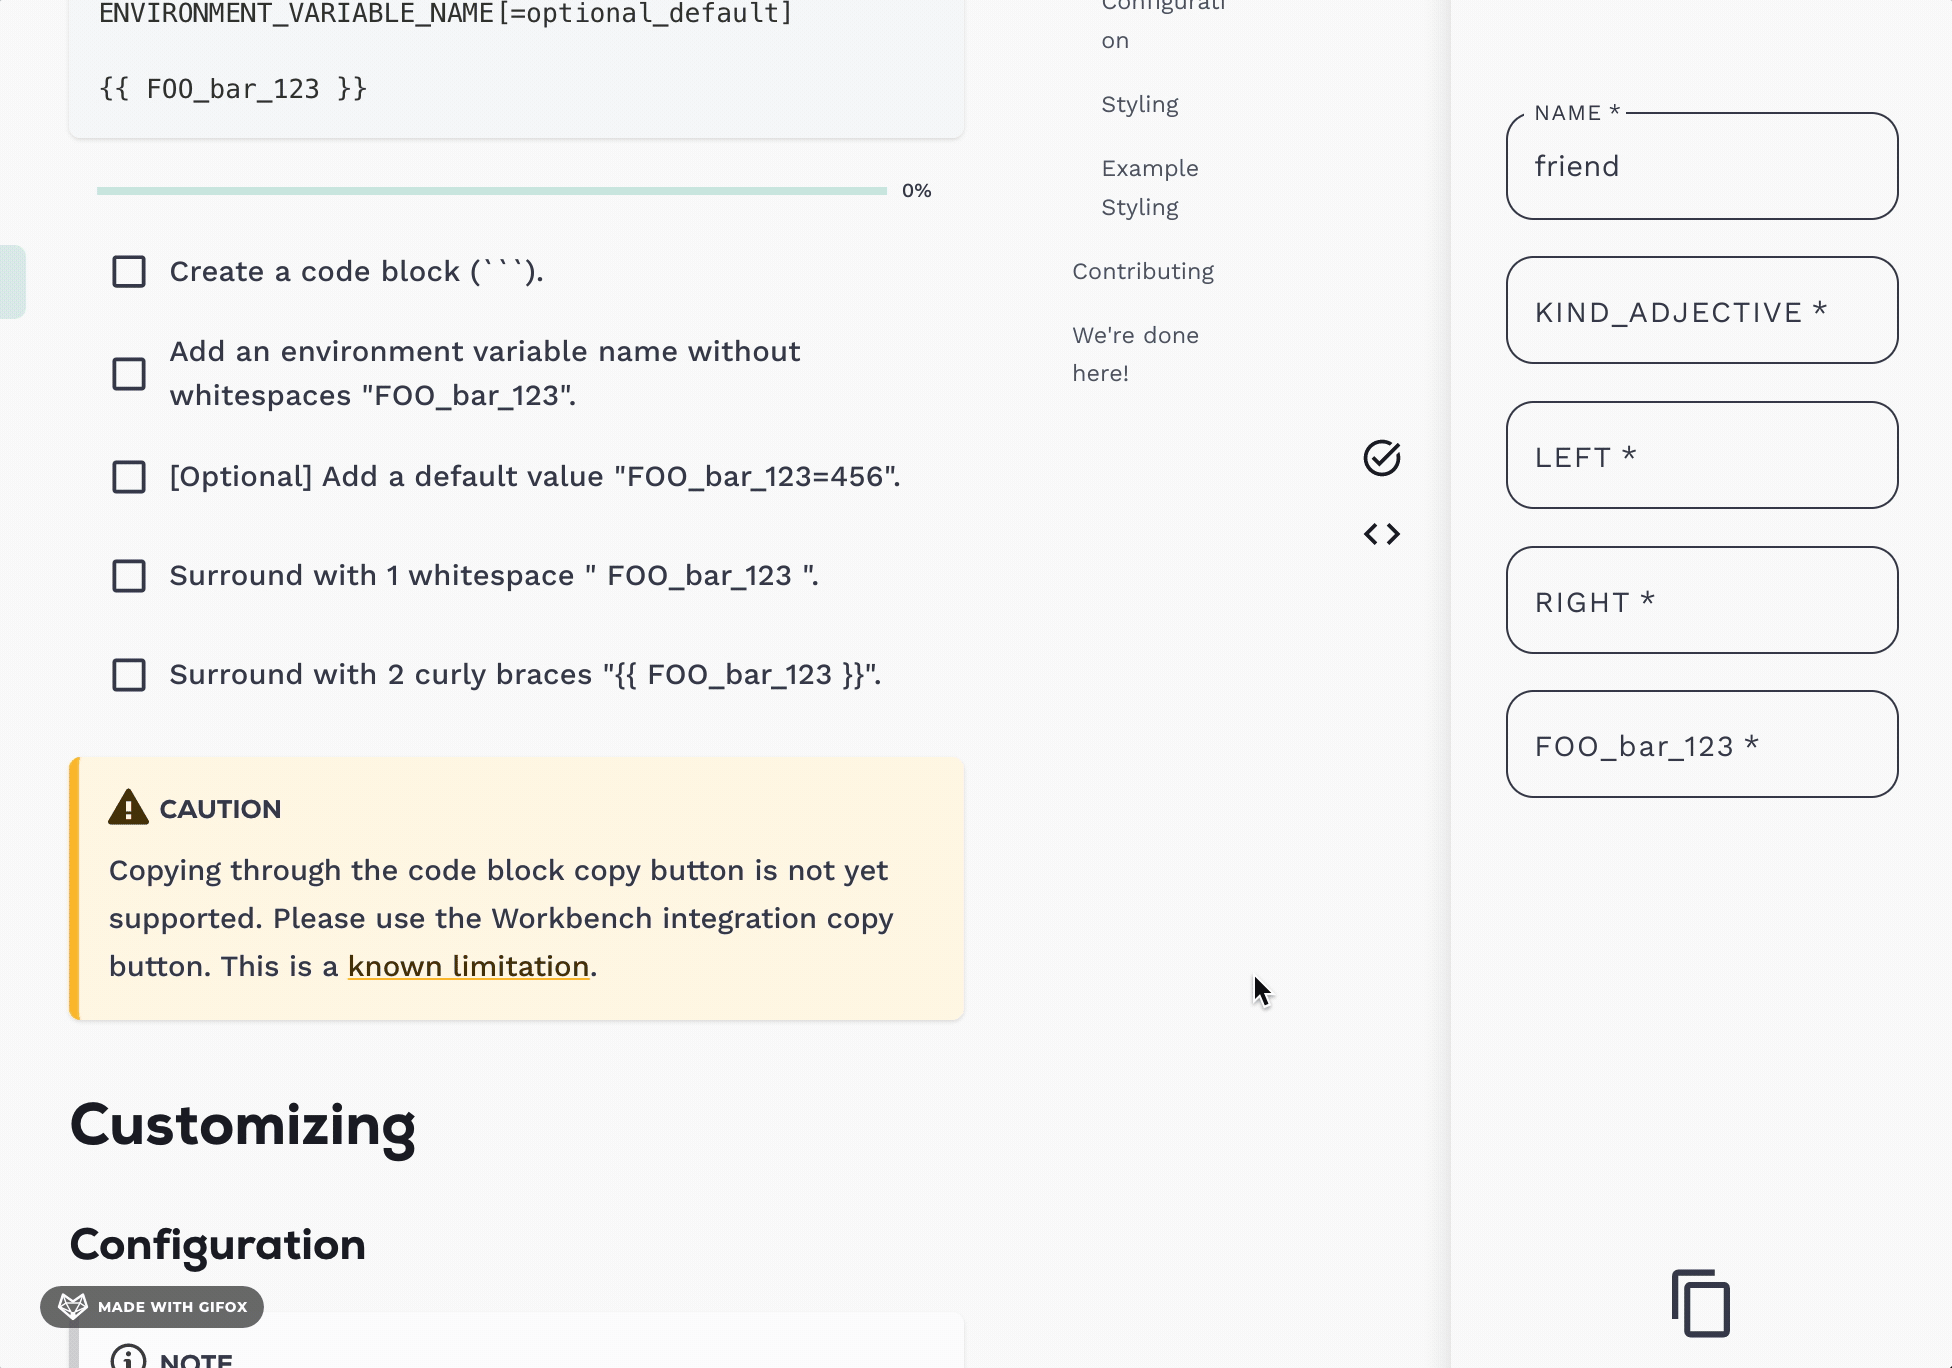 ENVIRONMENT_VARIABLE_NAME[=optional_default]
{{ FOO_bar_123 }}
0%
Create a code block (```).
Add an environment variable name without
whitespaces "FOO_bar_123".
[Optional] Add a default value "FOO_bar_123=456".
Surround with 1 whitespace " FOO_bar_123 ".
Surround with 2 curly braces "{{ FOO_bar_123 }}".
CAUTION
Copying through the code block copy button is not yet
supported. Please use the Workbench integration copy
button. This is a known limitation.
Customizing
Configuration
MADE WITH GIFOX
NOTE
Configurati
on
Styling
Example
Styling
Contributing
We're done
here!
NAME *
friend
KIND_ADJECTIVE *
LEFT *
RIGHT *
FOO_bar_123 *